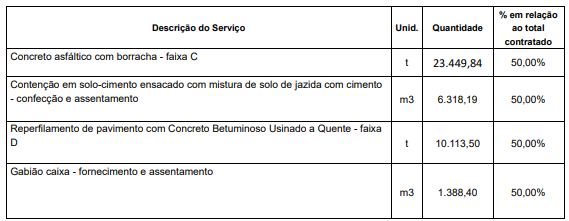 Descrição do Serviço Unid. Quantidade % em relação
ao total
contratado
Concreto asfáltico com borracha - faixa C
t 23.449,84 50,00%
Contenção em solo-cimento ensacado com mistura de solo de jazida com cimento
- confecção e assentamento
m3 6.318,19 50,00%
Reperfilamento de pavimento com Concreto Betuminoso Usinado a Quente - faixa
D
t 10.113,50 50,00%
Gabião caixa - fornecimento e assentamento
m3 1.388,40 50,00%